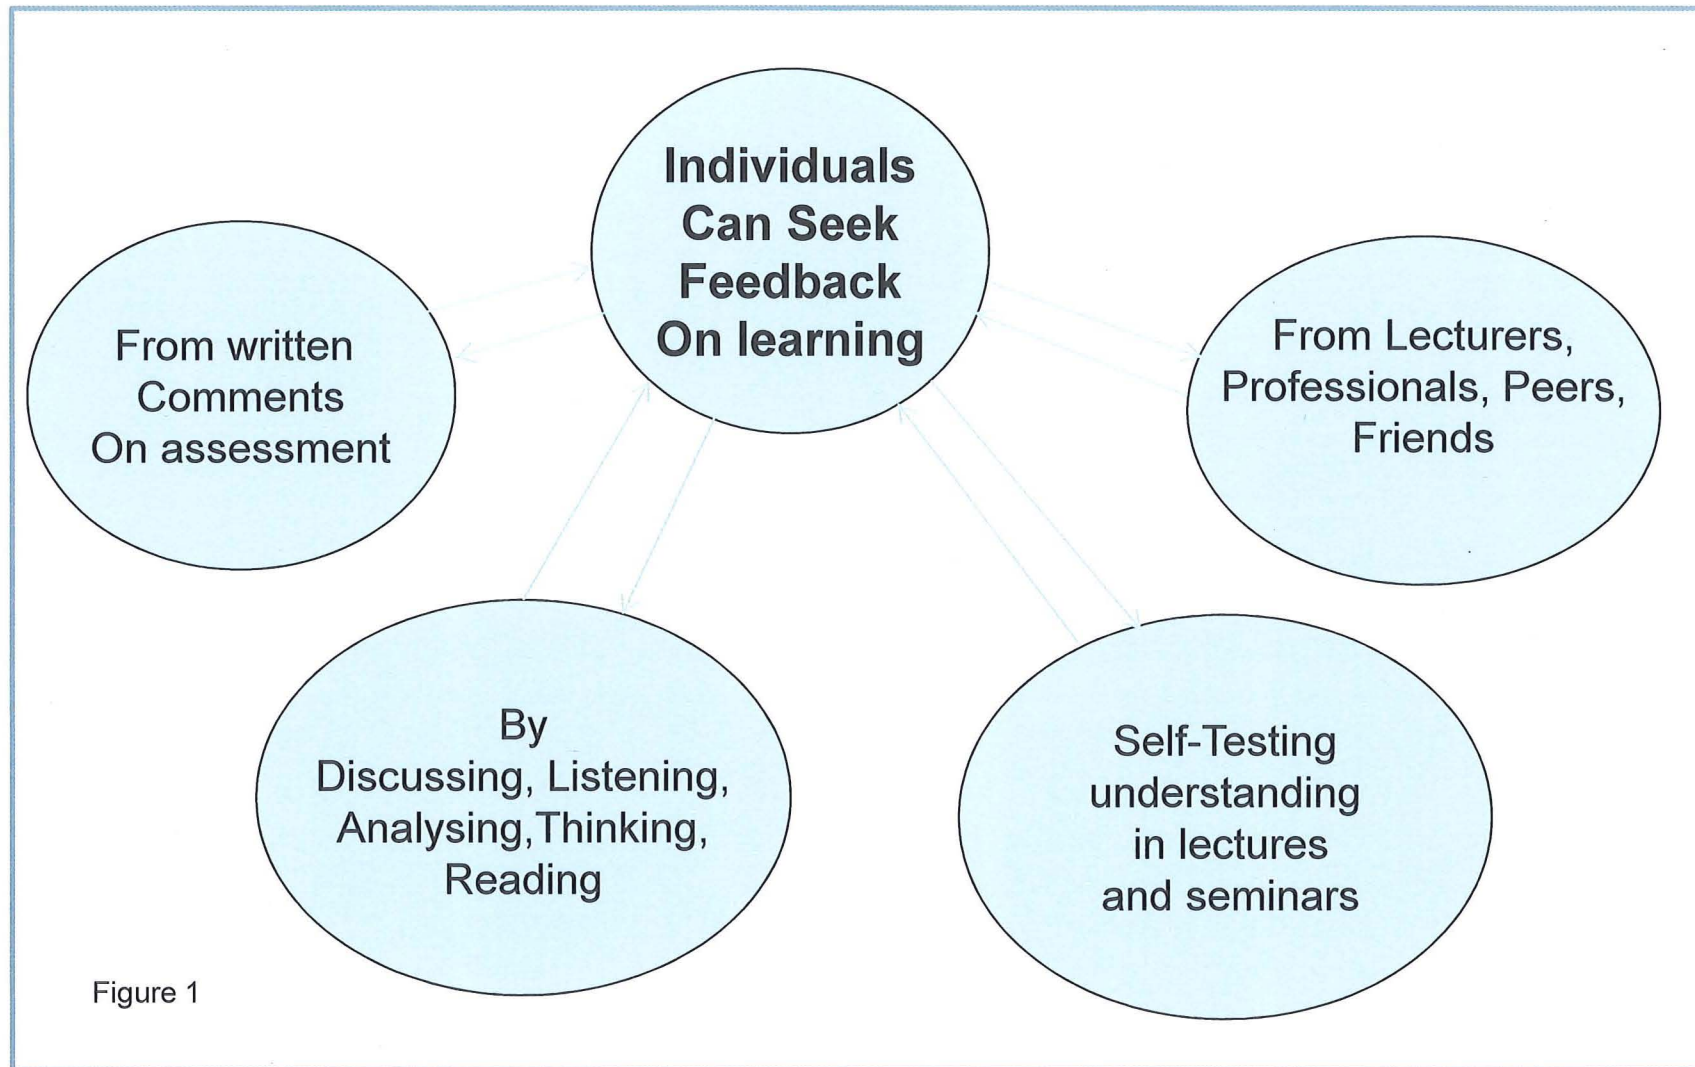 Individuals
Can Seek
Feedback
On learning
From written
Comments
On assessment
From Lecturers,
Professionals, Peers,
Friends
By
Discussing, Listening,
Analysing,Thinking,
Reading
Self-Testing
understanding
in lectures
and seminars
Figure 1